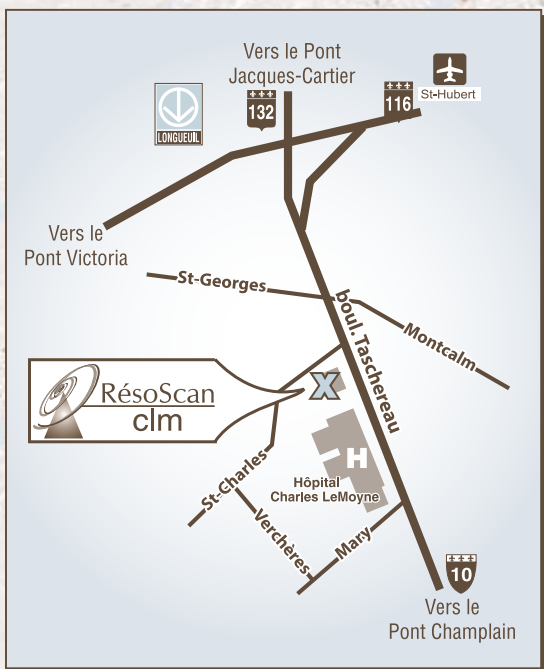 Vers le Pont
Jacques-Cartier
132
116
St-Hubert
LONGUEUIL
Vers le
Pont Victoria
St-Georges
boul. Taschereau
Montcalm
RésoScan
clm
X
H
Hôpital
Charles LeMoyne
St-Charles
Verchères
Mary
10
Vers le
Pont Champlain